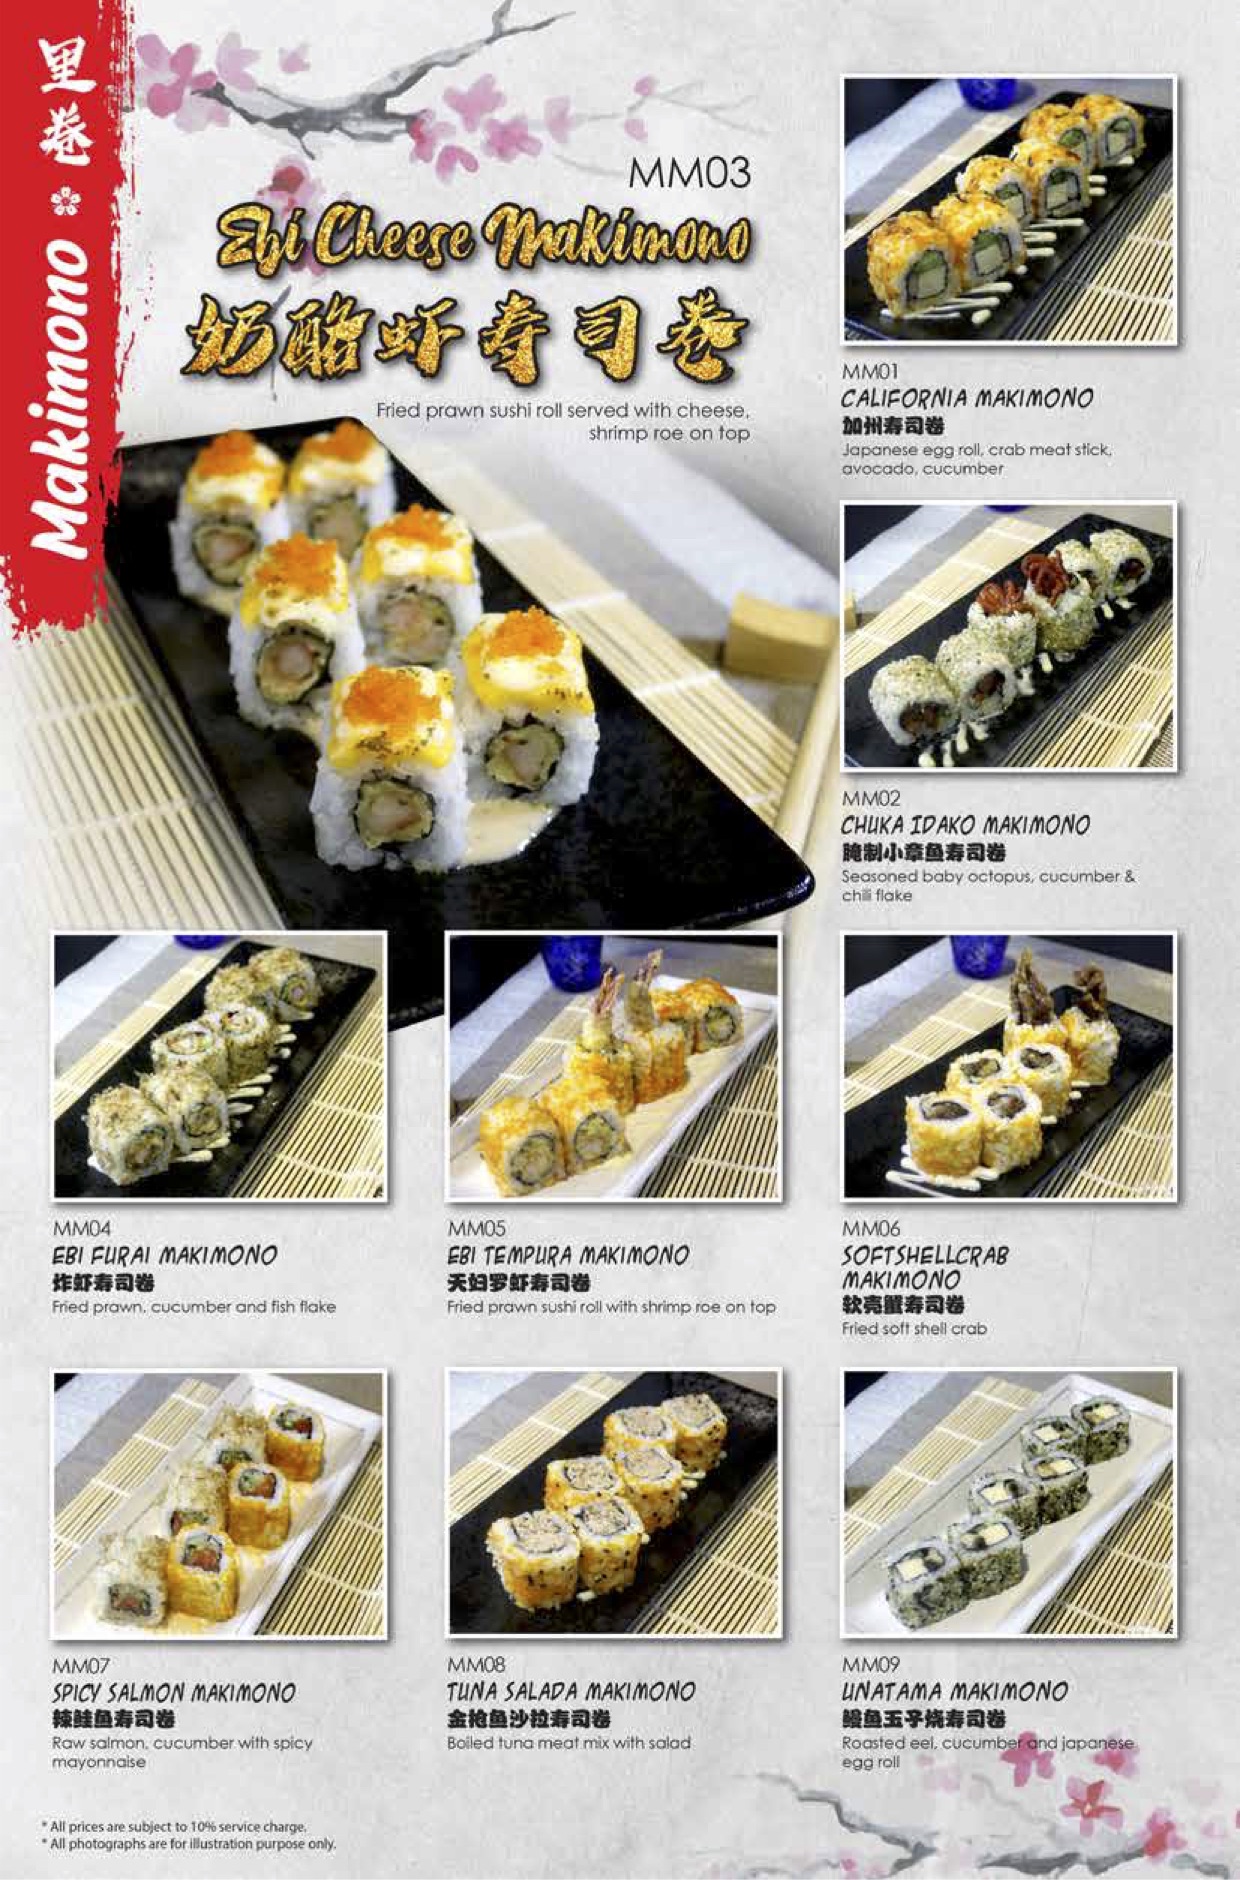 里卷
Makimono
MM03
Ebi Cheese Makimono
奶酪虾寿司卷
Fried prawn sushi roll served with cheese,
shrimp roe on top
MM01
CALIFORNIA MAKIMONO
加州寿司卷
Japanese egg roll, crab meat stick,
avocado, cucumber
MM02
CHUKA IDAKO MAKIMONO
腌制小章鱼寿司卷
Seasoned baby octopus, cucumber &
chili flake
MM04
EBI FURAI MAKIMONO
炸虾寿司卷
Fried prawn, cucumber and fish flake
MM05
EBI TEMPURA MAKIMONO
天妇罗虾寿司卷
Fried prawn sushi roll with shrimp roe on top
MM06
SOFTSHELLCRAB
MAKIMONO
软壳蟹寿司卷
Fried soft shell crab
MM07
SPICY SALMON MAKIMONO
辣鲑鱼寿司卷
Raw salmon, cucumber with spicy
mayonnaise
MM08
TUNA SALADA MAKIMONO
金抢鱼沙拉寿司卷
Boiled tuna meat mix with salad
MM09
UNATAMA MAKIMONO
鳗鱼玉子烧寿司卷
Roasted eel, cucumber and japanese
egg roll
* All prices are subject to 10% service charge.
* All photographs are for illustration purpose only.